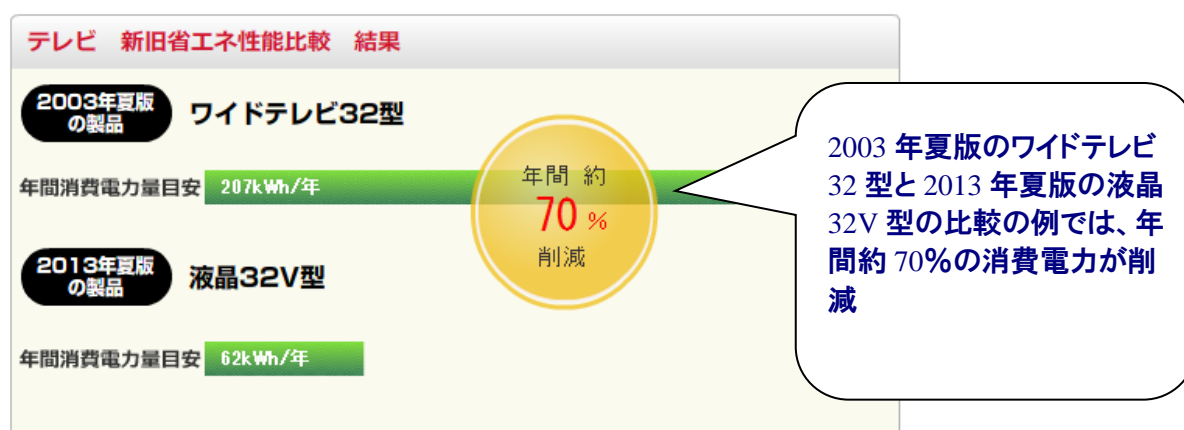 テレビ 新旧省エネ性能比較 結果
2003年夏版
の製品
ワイドテレビ32型
年間消費電力量目安 207kWh/年
年間 約
70 %
削減
2013年夏版
の製品
液晶32V型
年間消費電力量目安 62kWh/年
2003 年夏版のワイドテレビ
32 型と 2013 年夏版の液晶
32V 型の比較の例では、年
間約 70%の消費電力が削
減